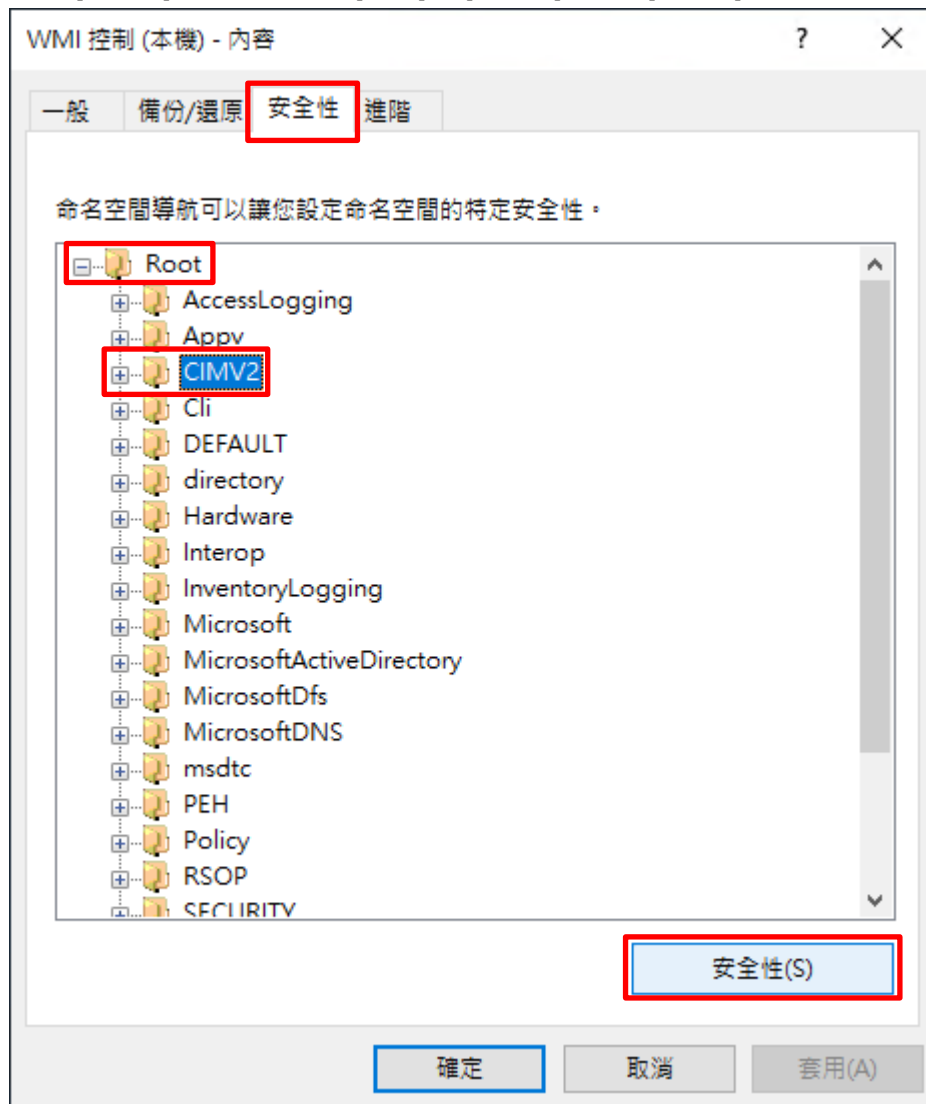 WMI 控制 (本機) - 內容
一般 備份/還原 安全性 進階
命名空間導航可以讓您設定命名空間的特定安全性。
Root
AccessLogging
Appv
CIMV2
Cli
DEFAULT
directory
Hardware
Interop
InventoryLogging
Microsoft
MicrosoftActiveDirectory
MicrosoftDfs
MicrosoftDNS
msdtc
PEH
Policy
RSOP
SECURITY
安全性(S)
確定 取消 套用(A)